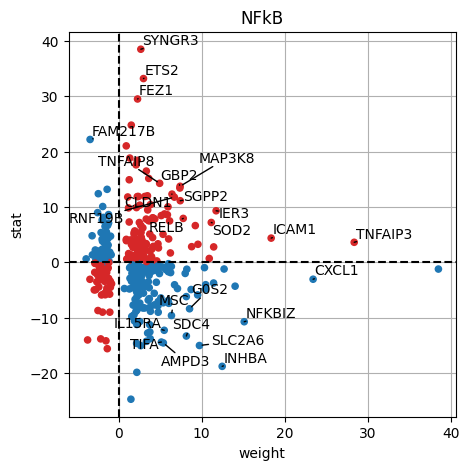 NFkB
40
SYNGR3
ETS2
30
FEZ1
FAM217B
20
TNFAIP8
MAP3K8
GBP2
10
CLDN1
SGPP2
RNF19B
IER3
RELB
SOD2
ICAM1
TNFAIP3
stat
0
CXCL1
MSC
G0S2
−10
IL15RA
SDC4
NFKBIZ
TIFA
SLC2A6
AMPD3
INHBA
−20
0
10
20
30
40
weight